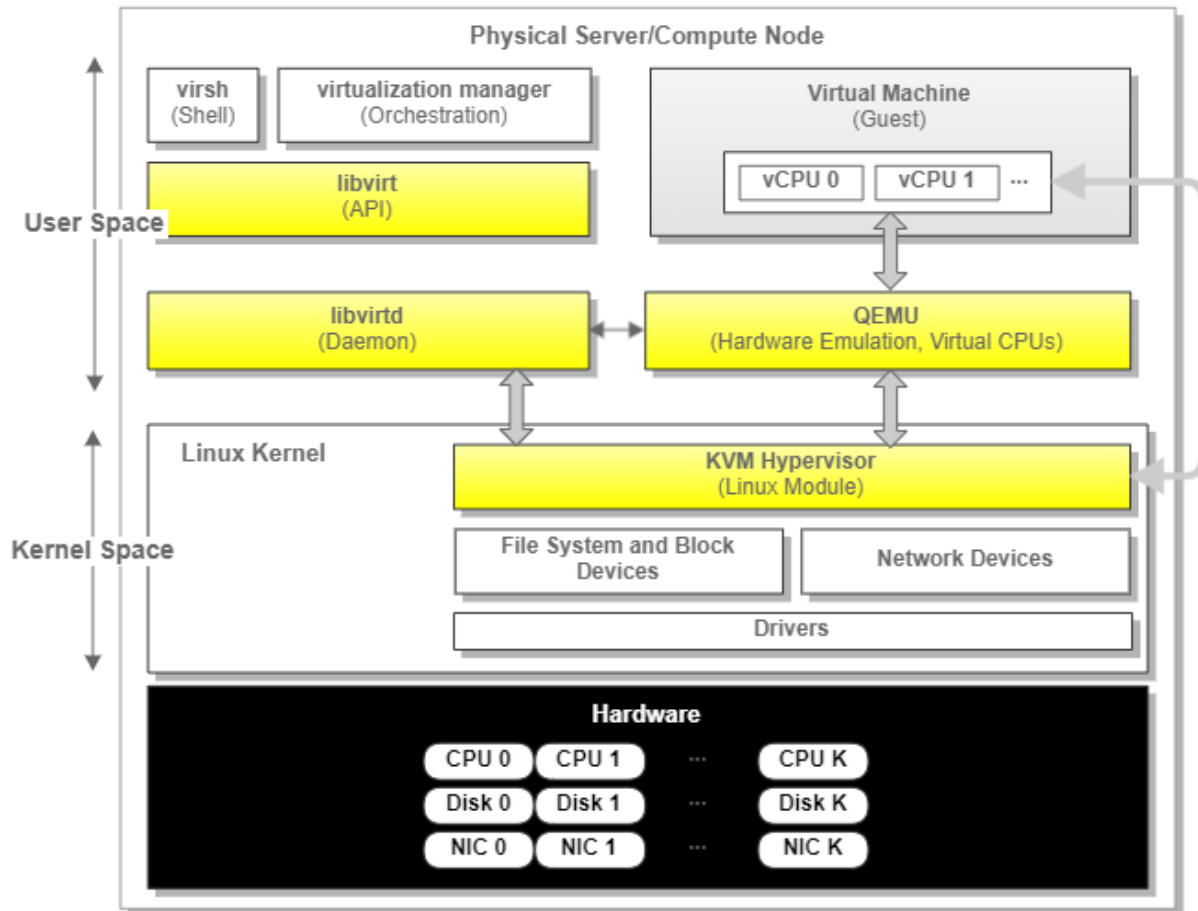 Physical Server/Compute Node
virsh
(Shell)
virtualization manager
(Orchestration)
Virtual Machine
(Guest)
vCPU 0
vCPU 1
...
libvirt
(API)
User Space
libvirtd
(Daemon)
QEMU
(Hardware Emulation, Virtual CPUs)
Linux Kernel
KVM Hypervisor
(Linux Module)
Kernel Space
File System and Block
Devices
Network Devices
Drivers
Hardware
CPU 0
CPU 1
...
CPU K
Disk 0
Disk 1
...
Disk K
NIC 0
NIC 1
...
NIC K